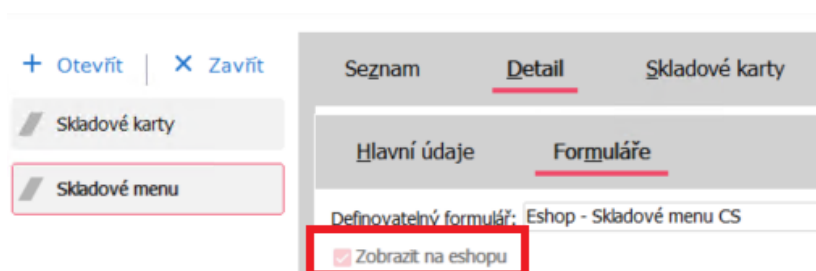 + Otevřít | × Zavřít
Seznam Detail Skladové karty
Skladové karty
Hlavní údaje Formuláře
Skladové menu
Definovatelný formulář: Eshop - Skladové menu CS
Zobrazit na eshopu